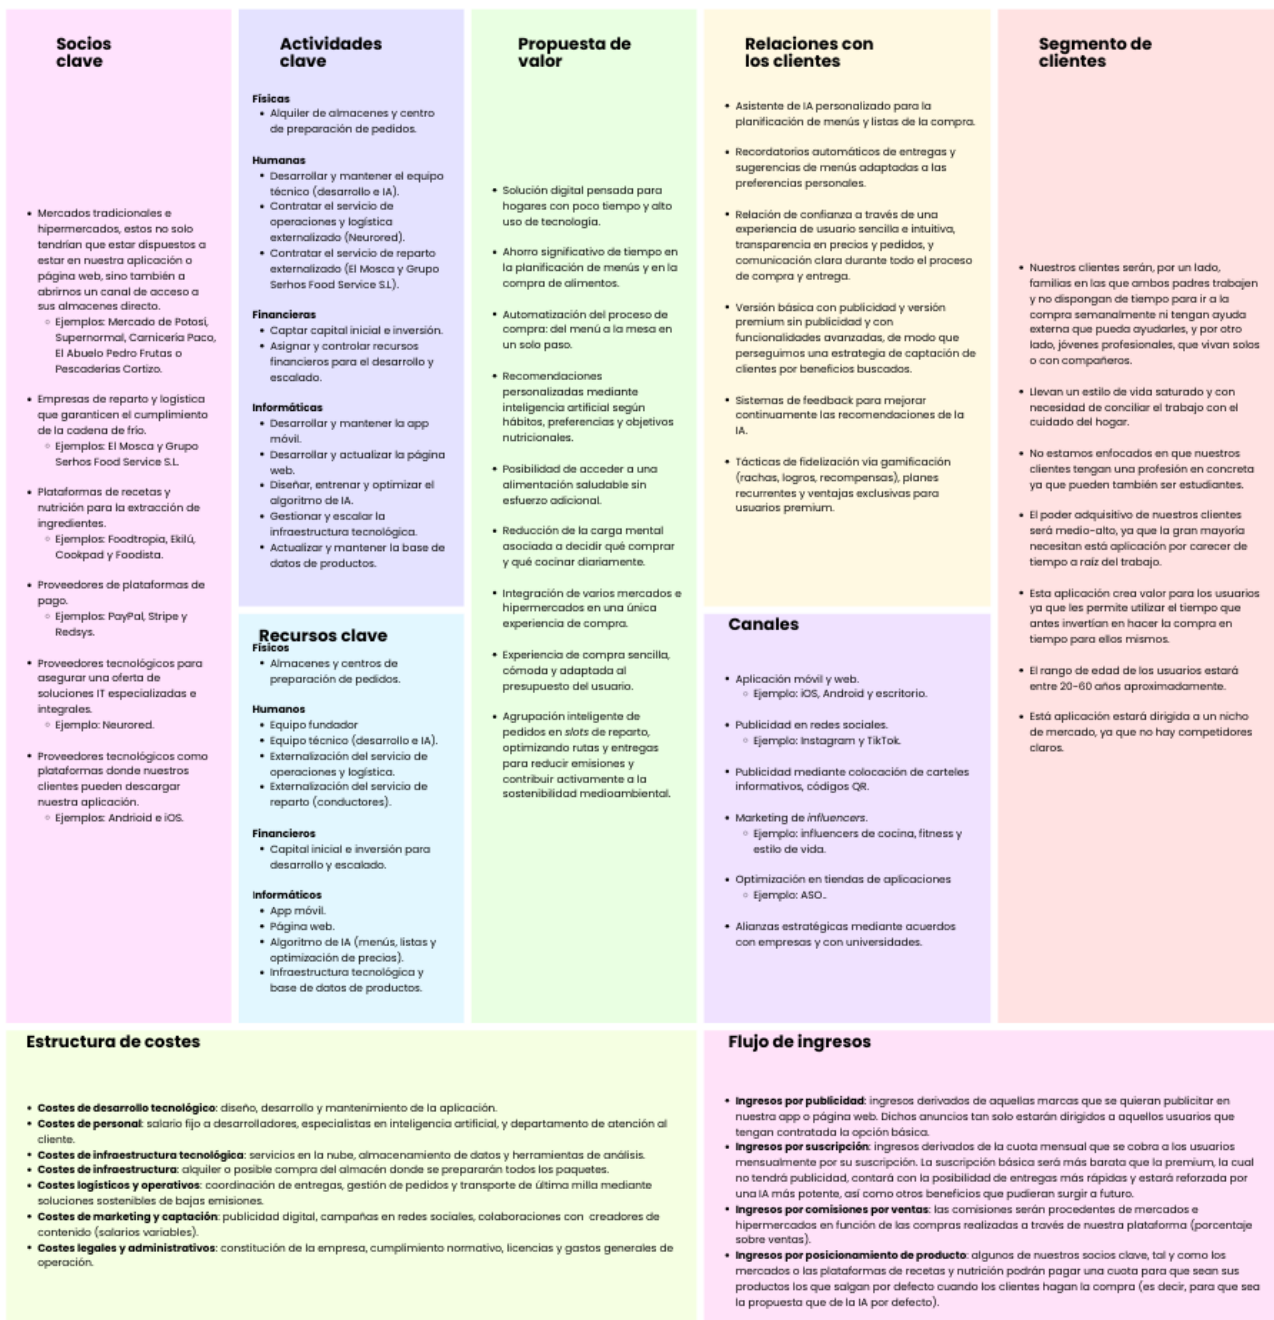 Socios
clave
• Mercados tradicionales e
hipermercados, estos no solo
tendrían que estar dispuestos a
estar en nuestra aplicación o
página web, sino también a
abrirnos un canal de acceso a
sus almacenes directo.
◦ Ejemplos: Mercado de Potosí,
Supernormal, Carnicería Paco,
El Abuelo Pedro Frutas o
Pescaderías Cortizo.
• Empresas de reparto y logística
que garanticen el cumplimiento
de la cadena de frío.
◦ Ejemplos: El Mosca y Grupo
Serhos Food Service S.L.
• Plataformas de recetas y
nutrición para la extracción de
ingredientes.
◦ Ejemplos: Foodtropia, Ekilú,
Cookpad y Foodista.
• Proveedores de plataformas de
pago.
◦ Ejemplos: PayPal, Stripe y
Redsys.
• Proveedores tecnológicos para
asegurar una oferta de
soluciones IT especializadas e
integrales.
◦ Ejemplo: Neurored.
• Proveedores tecnológicos como
plataformas donde nuestros
clientes pueden descargar
nuestra aplicación.
◦ Ejemplos: Andrioid e iOS.
Actividades
clave
Físicas
• Alquiler de almacenes y centro
de preparación de pedidos.
Humanas
• Desarrollar y mantener el equipo
técnico (desarrollo e IA).
• Contratar el servicio de
operaciones y logística
externalizado (Neurored).
• Contratar el servicio de reparto
externalizado (El Mosca y Grupo
Serhos Food Service S.L).
Financieras
• Captar capital inicial e inversión.
• Asignar y controlar recursos
financieros para el desarrollo y
escalado.
Informáticas
• Desarrollar y mantener la app
móvil.
• Desarrollar y actualizar la página
web.
• Diseñar, entrenar y optimizar el
algoritmo de IA.
• Gestionar y escalar la
infraestructura tecnológica.
• Actualizar y mantener la base de
datos de productos.
Recursos clave
Físicos
• Almacenes y centros de
preparación de pedidos.
Humanos
• Equipo fundador
• Equipo técnico (desarrollo e IA).
• Externalización del servicio de
operaciones y logística.
• Externalización del servicio de
reparto (conductores).
Financieros
• Capital inicial e inversión para
desarrollo y escalado.
Informáticos
• App móvil.
• Página web.
• Algoritmo de IA (menús, listas y
optimización de precios).
• Infraestructura tecnológica y
base de datos de productos.
Propuesta de
valor
• Solución digital pensada para
hogares con poco tiempo y alto
uso de tecnología.
• Ahorro significativo de tiempo en
la planificación de menús y en la
compra de alimentos.
• Automatización del proceso de
compra: del menú a la mesa en
un solo paso.
• Recomendaciones
personalizadas mediante
inteligencia artificial según
hábitos, preferencias y objetivos
nutricionales.
• Posibilidad de acceder a una
alimentación saludable sin
esfuerzo adicional.
• Reducción de la carga mental
asociada a decidir qué comprar
y qué cocinar diariamente.
• Integración de varios mercados e
hipermercados en una única
experiencia de compra.
• Experiencia de compra sencilla,
cómoda y adaptada al
presupuesto del usuario.
• Agrupación inteligente de
pedidos en slots de reparto,
optimizando rutas y entregas
para reducir emisiones y
contribuir activamente a la
sostenibilidad medioambiental.
Relaciones con
los clientes
• Asistente de IA personalizado para la
planificación de menús y listas de la compra.
• Recordatorios automáticos de entregas y
sugerencias de menús adaptadas a las
preferencias personales.
• Relación de confianza a través de una
experiencia de usuario sencilla e intuitiva,
transparencia en precios y pedidos, y
comunicación clara durante todo el proceso
de compra y entrega.
• Versión básica con publicidad y versión
premium sin publicidad y con
funcionalidades avanzadas, de modo que
perseguimos una estrategia de captación de
clientes por beneficios buscados.
• Sistemas de feedback para mejorar
continuamente las recomendaciones de la
IA.
• Tácticas de fidelización vía gamificación
(rachas, logros, recompensas), planes
recurrentes y ventajas exclusivas para
usuarios premium.
Canales
• Aplicación móvil y web.
◦ Ejemplo: iOS, Android y escritorio.
• Publicidad en redes sociales.
◦ Ejemplo: Instagram y TikTok.
• Publicidad mediante colocación de carteles
informativos, códigos QR.
• Marketing de influencers.
◦ Ejemplo: influencers de cocina, fitness y
estilo de vida.
• Optimización en tiendas de aplicaciones
◦ Ejemplo: ASO..
• Alianzas estratégicas mediante acuerdos
con empresas y con universidades.
Segmento de
clientes
• Nuestros clientes serán, por un lado,
familias en las que ambos padres trabajen
y no dispongan de tiempo para ir a la
compra semanalmente ni tengan ayuda
externa que pueda ayudarles, y por otro
lado, jóvenes profesionales, que vivan solos
o con compañeros.
• Llevan un estilo de vida saturado y con
necesidad de conciliar el trabajo con el
cuidado del hogar.
• No estamos enfocados en que nuestros
clientes tengan una profesión en concreta
ya que pueden también ser estudiantes.
• El poder adquisitivo de nuestros clientes
será medio-alto, ya que la gran mayoría
necesitan está aplicación por carecer de
tiempo a raíz del trabajo.
• Esta aplicación crea valor para los usuarios
ya que les permite utilizar el tiempo que
antes invertían en hacer la compra en
tiempo para ellos mismos.
• El rango de edad de los usuarios estará
entre 20-60 años aproximadamente.
• Está aplicación estará dirigida a un nicho
de mercado, ya que no hay competidores
claros.
Estructura de costes
• Costes de desarrollo tecnológico: diseño, desarrollo y mantenimiento de la aplicación.
• Costes de personal: salario fijo a desarrolladores, especialistas en inteligencia artificial, y departamento de atención al
cliente.
• Costes de infraestructura tecnológica: servicios en la nube, almacenamiento de datos y herramientas de análisis.
• Costes de infraestructura: alquiler o posible compra del almacén donde se prepararán todos los paquetes.
• Costes logísticos y operativos: coordinación de entregas, gestión de pedidos y transporte de última milla mediante
soluciones sostenibles de bajas emisiones.
• Costes de marketing y captación: publicidad digital, campañas en redes sociales, colaboraciones con creadores de
contenido (salarios variables).
• Costes legales y administrativos: constitución de la empresa, cumplimiento normativo, licencias y gastos generales de
operación.
Flujo de ingresos
• Ingresos por publicidad: ingresos derivados de aquellas marcas que se quieran publicitar en
nuestra app o página web. Dichos anuncios tan solo estarán dirigidos a aquellos usuarios que
tengan contratada la opción básica.
• Ingresos por suscripción: ingresos derivados de la cuota mensual que se cobra a los usuarios
mensualmente por su suscripción. La suscripción básica será más barata que la premium, la cual
no tendrá publicidad, contará con la posibilidad de entregas más rápidas y estará reforzada por
una IA más potente, así como otros beneficios que pudieran surgir a futuro.
• Ingresos por comisiones por ventas: las comisiones serán procedentes de mercados e
hipermercados en función de las compras realizadas a través de nuestra plataforma (porcentaje
sobre ventas).
• Ingresos por posicionamiento de producto: algunos de nuestros socios clave, tal y como los
mercados o las plataformas de recetas y nutrición podrán pagar una cuota para que sean sus
productos los que salgan por defecto cuando los clientes hagan la compra (es decir, para que sea
la propuesta que de la IA por defecto).